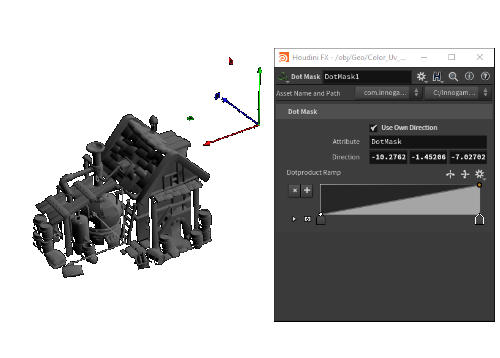 Houdini FX - /obj/Geo/Color_Uv_...
Dot Mask DotMask1
Asset Name and Path com.innoga... C:/Innogam...
Dot Mask
Use Own Direction
Attribute DotMask
Direction -10.2762 -1.45206 -7.02702
Dotproduct Ramp